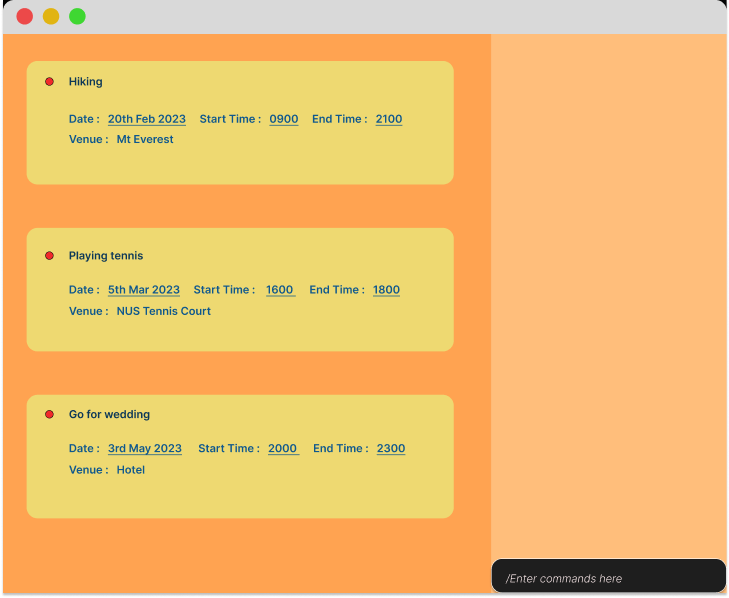 Hiking
Date : 20th Feb 2023 Start Time : 0900 End Time : 2100
Venue : Mt Everest
Playing tennis
Date : 5th Mar 2023 Start Time : 1600 End Time : 1800
Venue : NUS Tennis Court
Go for wedding
Date : 3rd May 2023 Start Time : 2000 End Time : 2300
Venue : Hotel
/Enter commands here